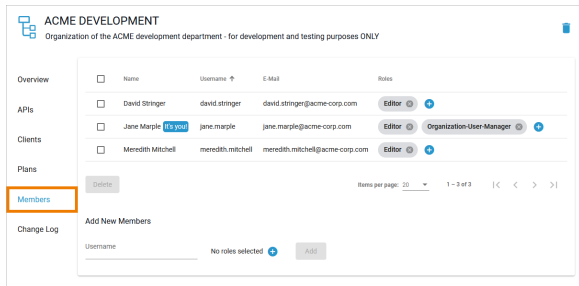 ACME DEVELOPMENT
Organization of the ACME development department - for development and testing purposes ONLY
Overview
APIs
Clients
Plans
Members
Change Log
Name Username ↑ E-Mail Roles
David Stringer david.stringer david.stringer@acme-corp.com Editor
Jane Marple It's you! jane.marple jane.marple@acme-corp.com Editor Organization-User-Manager
Meredith Mitchell meredith.mitchell meredith.mitchell@acme-corp.com Editor
Delete Items per page: 20 1 – 3 of 3
Add New Members
Username No roles selected Add